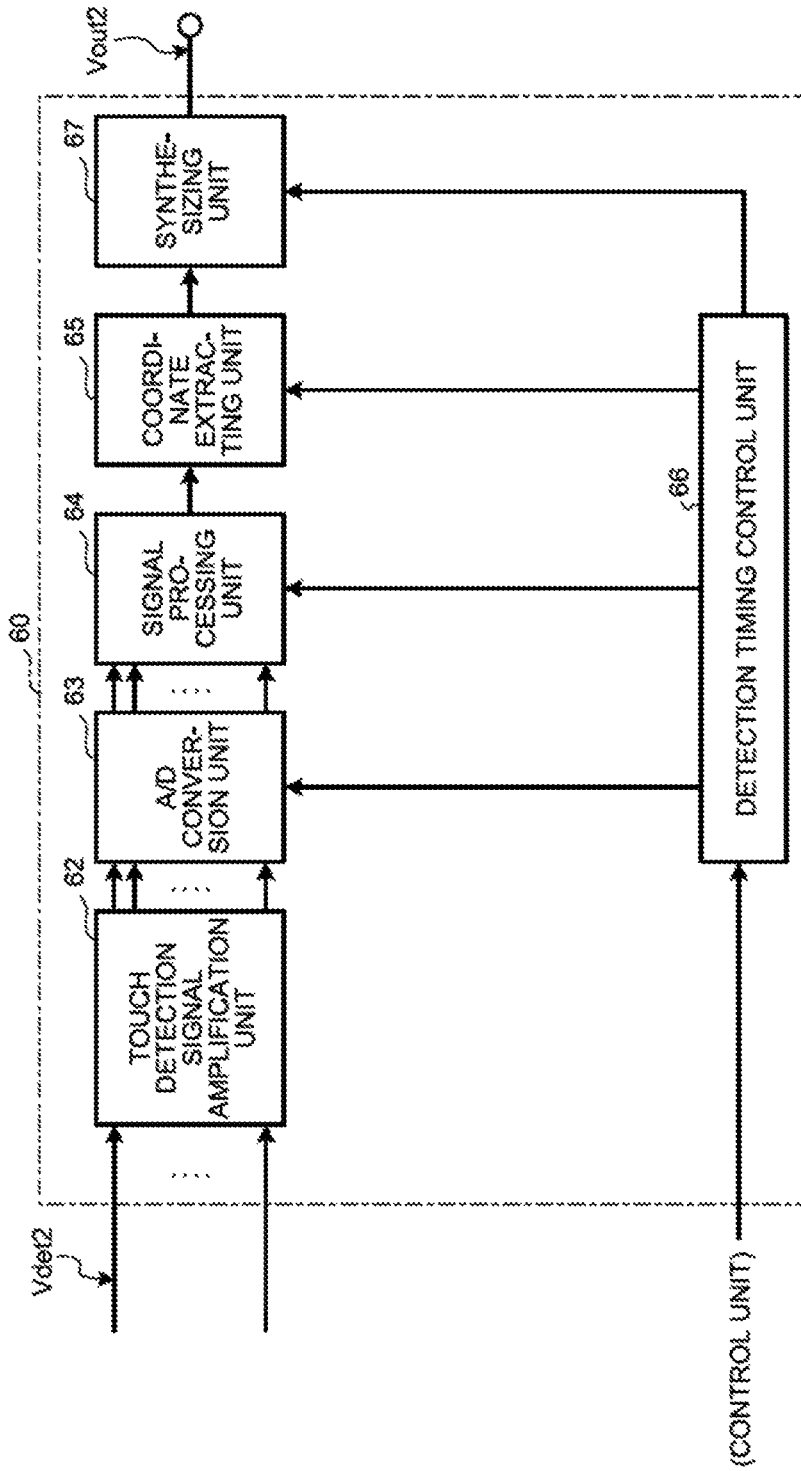 60
Vdet2
62
TOUCH
DETECTION
SIGNAL
AMPLIFICATION
UNIT
63
A/D
CONVER-
SION UNIT
64
SIGNAL
PRO-
CESSING
UNIT
65
COORDI-
NATE
EXTRAC-
TING UNIT
67
SYNTHE-
SIZING
UNIT
Vout2
66
DETECTION TIMING CONTROL UNIT
(CONTROL UNIT)